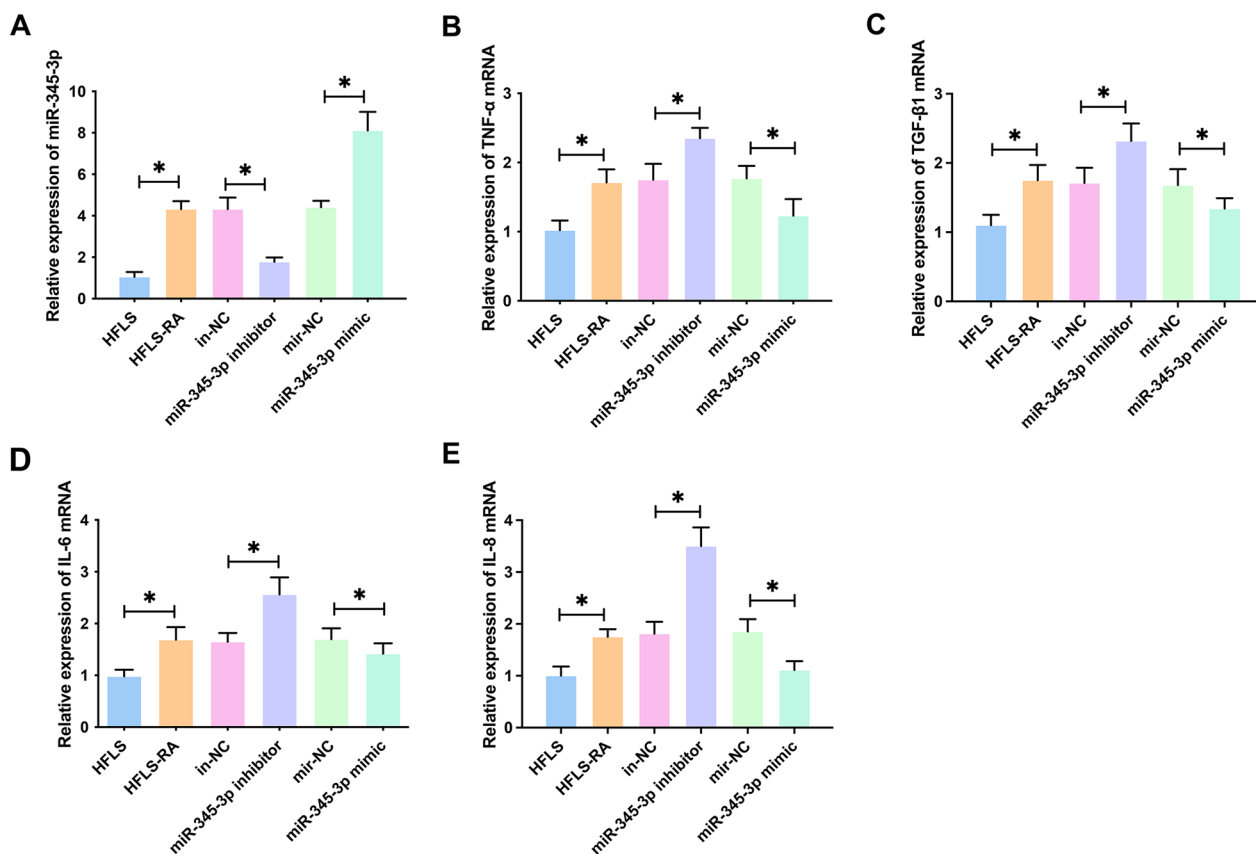 A
Relative expression of miR-345-3p
10
8
6
4
2
0
*
*
*
HFLS
HFLS-RA
in-NC
miR-345-3p inhibitor
mir-NC
miR-345-3p mimic
B
Relative expression of TNF-α mRNA
3
2
1
0
*
*
*
HFLS
HFLS-RA
in-NC
miR-345-3p inhibitor
mir-NC
miR-345-3p mimic
C
Relative expression of TGF-β1 mRNA
3
2
1
0
*
*
*
HFLS
HFLS-RA
in-NC
miR-345-3p inhibitor
mir-NC
miR-345-3p mimic
D
Relative expression of IL-6 mRNA
4
3
2
1
0
*
*
*
HFLS
HFLS-RA
in-NC
miR-345-3p inhibitor
mir-NC
miR-345-3p mimic
E
Relative expression of IL-8 mRNA
4
3
2
1
0
*
*
*
HFLS
HFLS-RA
in-NC
miR-345-3p inhibitor
mir-NC
miR-345-3p mimic